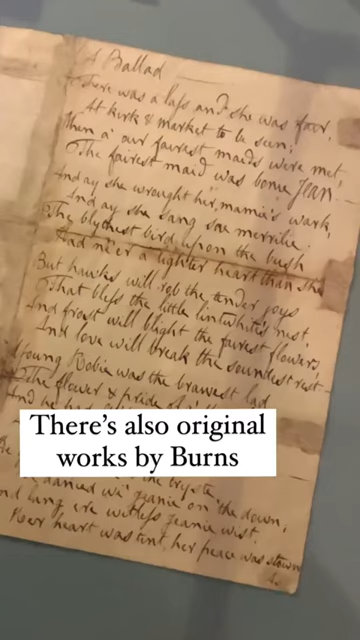 A Ballad
There was a lass and she was fair,
At kirk & market to be seen;
When a' our fairest maids were met,
The fairest maid was bonie Jean.
And ay she wrought her mamie's wark,
And ay she sang sae merrilie:
The blythest bird upon the bush
Had ne'er a lighter heart than she
But hawks will rob the tender joys
That bless the little lintwhite's nest,
And frost will blight the fairest flowers,
And love will break the soundest rest
Young Robie was the brawest lad
The flower & pride of
And he had
There's also original
works by Burns
the tryste
danced wi' Jeanie on the down,
And lang, ere witless Jeanie wist,
Her heart was tint, her peace was stown